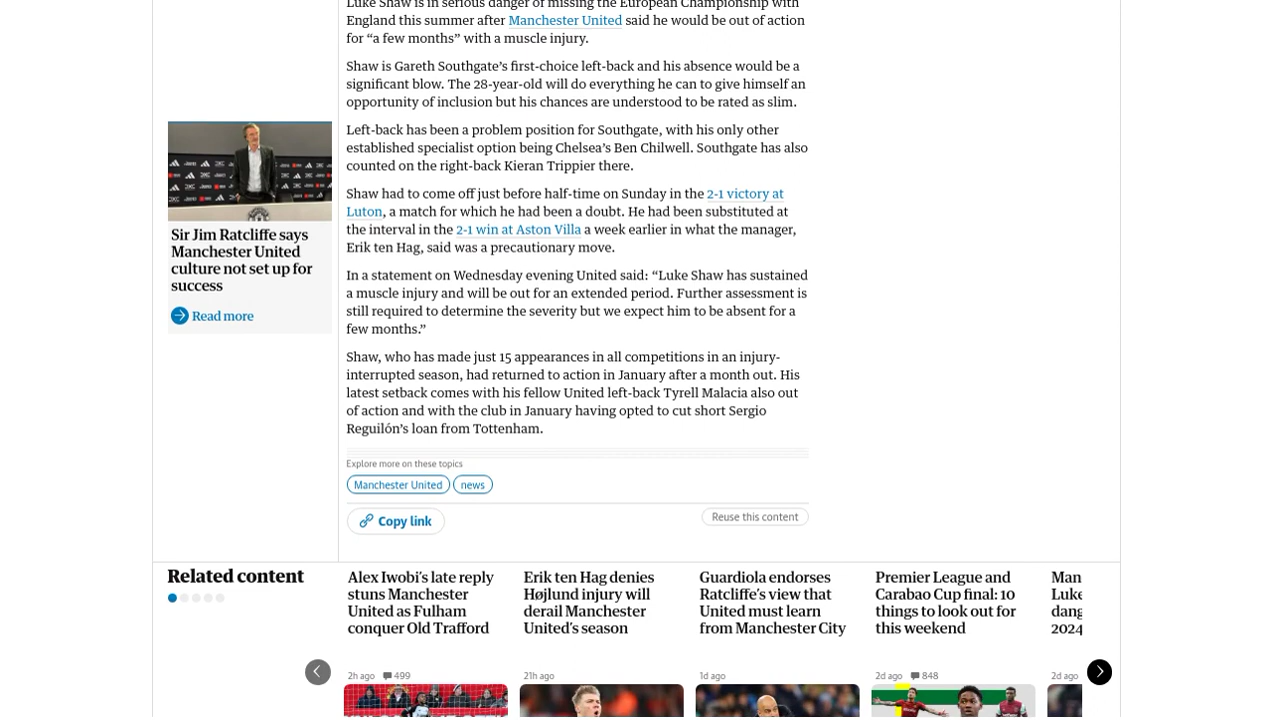 Luke Shaw is in serious danger of missing the European Championship with
England this summer after Manchester United said he would be out of action
for “a few months” with a muscle injury.
Shaw is Gareth Southgate’s first-choice left-back and his absence would be a
significant blow. The 28-year-old will do everything he can to give himself an
opportunity of inclusion but his chances are understood to be rated as slim.
Left-back has been a problem position for Southgate, with his only other
established specialist option being Chelsea’s Ben Chilwell. Southgate has also
counted on the right-back Kieran Trippier there.
Shaw had to come off just before half-time on Sunday in the 2-1 victory at
Luton, a match for which he had been a doubt. He had been substituted at
the interval in the 2-1 win at Aston Villa a week earlier in what the manager,
Erik ten Hag, said was a precautionary move.
In a statement on Wednesday evening United said: “Luke Shaw has sustained
a muscle injury and will be out for an extended period. Further assessment is
still required to determine the severity but we expect him to be absent for a
few months.”
Shaw, who has made just 15 appearances in all competitions in an injury-
interrupted season, had returned to action in January after a month out. His
latest setback comes with his fellow United left-back Tyrell Malacia also out
of action and with the club in January having opted to cut short Sergio
Reguilón’s loan from Tottenham.
Sir Jim Ratcliffe says
Manchester United
culture not set up for
success
Read more
Explore more on these topics
Manchester United
news
Copy link
Reuse this content
Related content
Alex Iwobi’s late reply
stuns Manchester
United as Fulham
conquer Old Trafford
2h ago 499
Erik ten Hag denies
Højlund injury will
derail Manchester
United’s season
21h ago
Guardiola endorses
Ratcliffe’s view that
United must learn
from Manchester City
1d ago
Premier League and
Carabao Cup final: 10
things to look out for
this weekend
2d ago 848
Man
Luke
dang
2024
2d ago